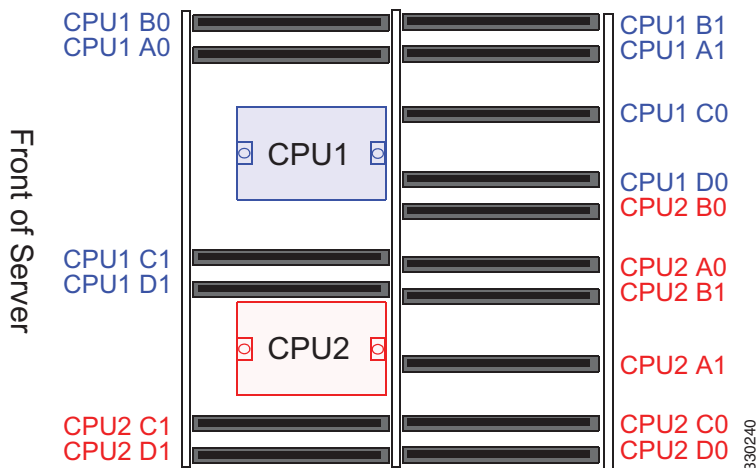 Front of Server
CPU1 B0
CPU1 A0
CPU1 C1
CPU1 D1
CPU2 C1
CPU2 D1
CPU1
CPU2
CPU1 B1
CPU1 A1
CPU1 C0
CPU1 D0
CPU2 B0
CPU2 A0
CPU2 B1
CPU2 A1
CPU2 C0
CPU2 D0
330240